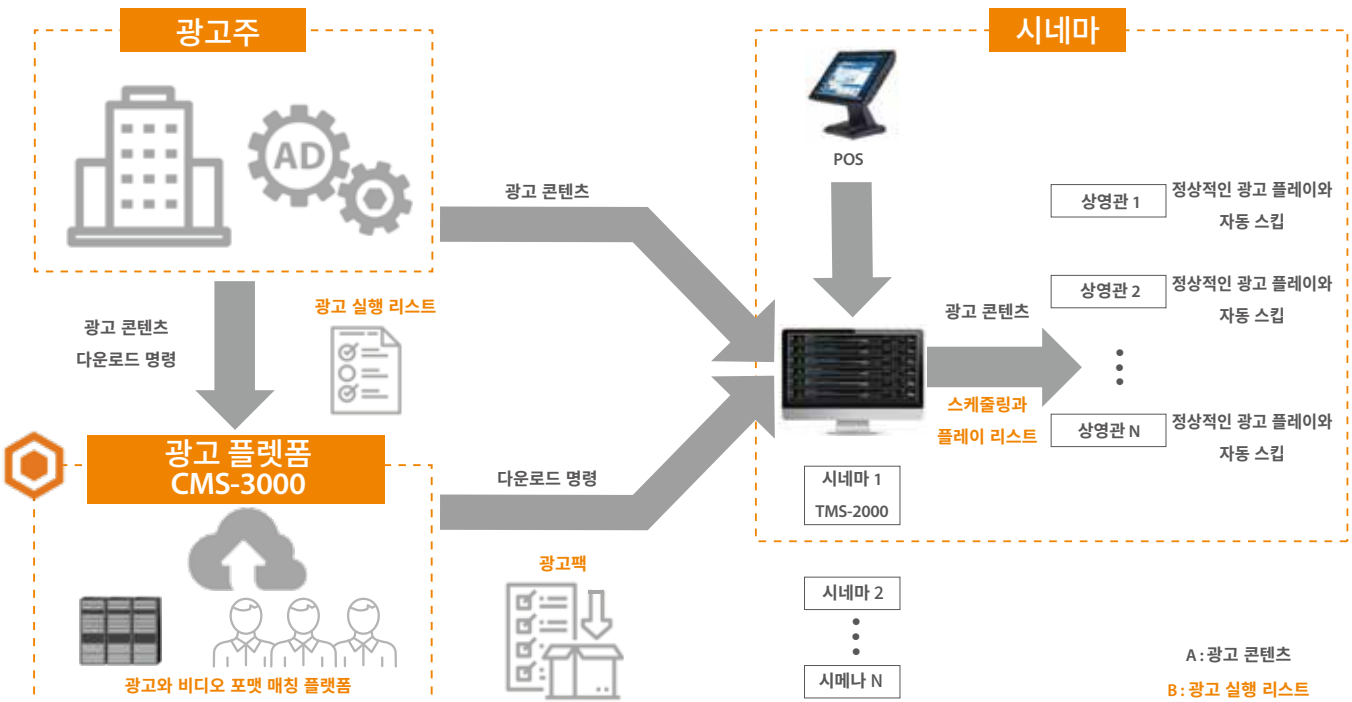 광고주
AD
광고 콘텐츠
다운로드 명령
광고 실행 리스트
광고 플렛폼
CMS-3000
광고와 비디오 포맷 매칭 플랫폼
광고 콘텐츠
다운로드 명령
광고팩
시네마
POS
광고 콘텐츠
스케줄링과
플레이 리스트
시네마 1
TMS-2000
시네마 2
시메나 N
상영관 1
정상적인 광고 플레이와
자동 스킵
상영관 2
정상적인 광고 플레이와
자동 스킵
상영관 N
정상적인 광고 플레이와
자동 스킵
A : 광고 콘텐츠
B : 광고 실행 리스트